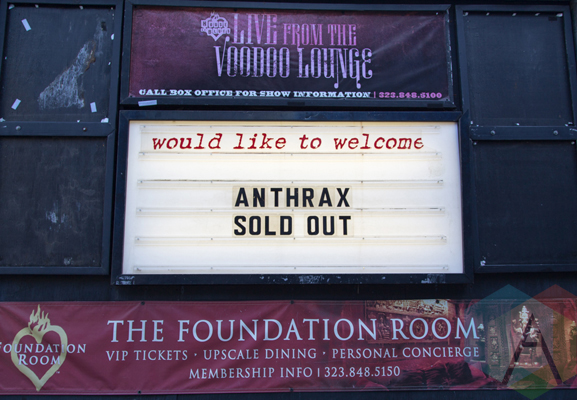 LIVE FROM THE
VOODOO LOUNGE
CALL BOX OFFICE FOR SHOW INFORMATION | 323.848.5100
would like to welcome
ANTHRAX
SOLD OUT
THE FOUNDATION ROOM
VIP TICKETS · UPSCALE DINING · PERSONAL CONCIERGE
MEMBERSHIP INFO | 323.848.5150
FOUNDATION
ROOM
A